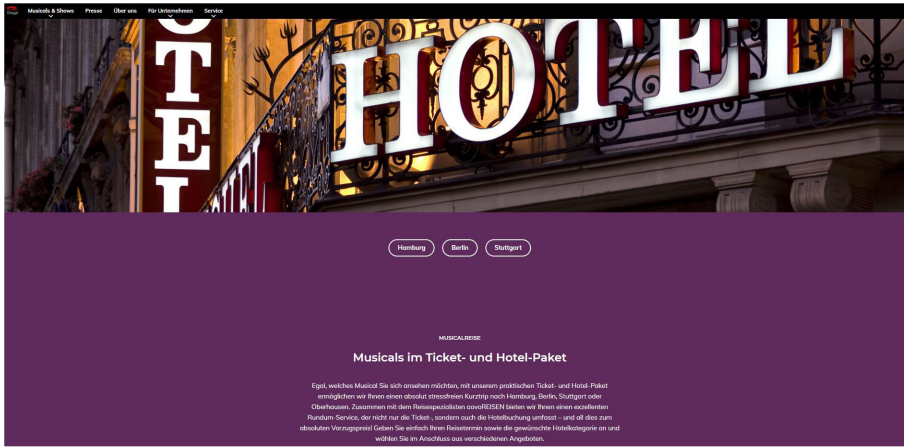 Stage
Musicals & Shows Presse Über uns Für Unternehmen Service
OTEL
HOTEL
Hamburg Berlin Stuttgart
MUSICALREISE
Musicals im Ticket- und Hotel-Paket
Egal, welches Musical Sie sich ansehen möchten, mit unserem praktischen Ticket- und Hotel-Paket
ermöglichen wir Ihnen einen absolut stressfreien Kurztrip nach Hamburg, Berlin, Stuttgart oder
Oberhausen. Zusammen mit dem Reisespezialisten aovoREISEN bieten wir Ihnen einen exzellenten
Rundum-Service, der nicht nur die Ticket-, sondern auch die Hotelbuchung umfasst – und all dies zum
absoluten Vorzugspreis! Geben Sie einfach Ihren Reisetermin sowie die gewünschte Hotelkategorie an und
wählen Sie im Anschluss aus verschiedenen Angeboten.